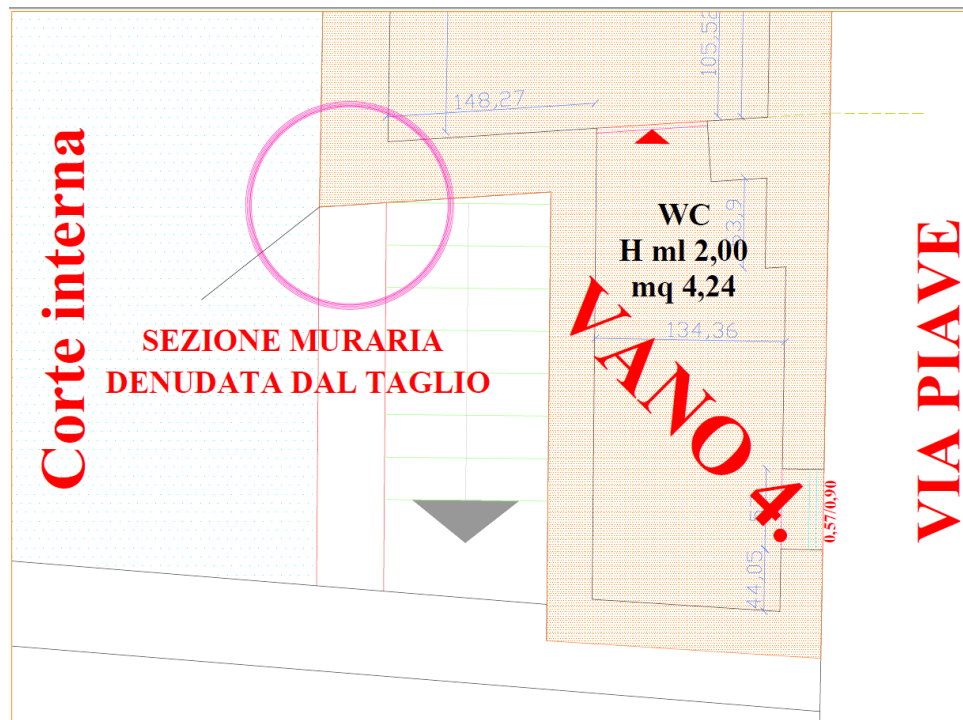 105,52
148,27
WC
H ml 2,00
mq 4,24
134,36
SEZIONE MURARIA
DENUDATA DAL TAGLIO
Corte interna
VANO 4.
VIA PIAVE
0,57/0,90
44,05